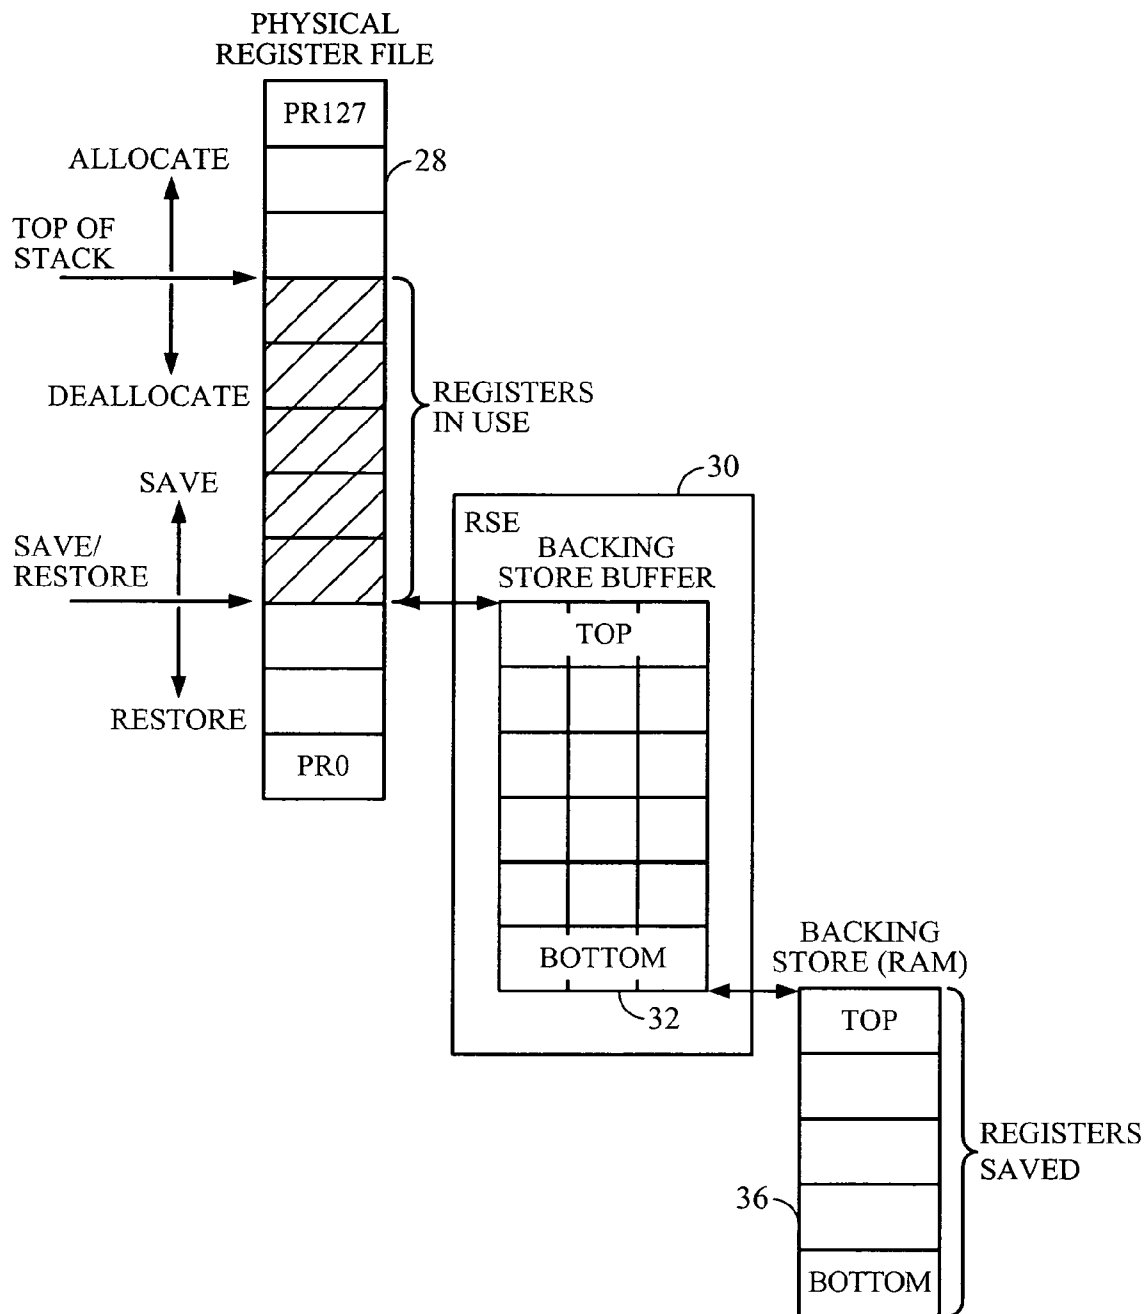 PHYSICAL
REGISTER FILE
PR127
28
ALLOCATE
TOP OF
STACK
DEALLOCATE
REGISTERS
IN USE
SAVE
SAVE/
RESTORE
RESTORE
PR0
30
RSE
BACKING
STORE BUFFER
TOP
BOTTOM
32
BACKING
STORE (RAM)
TOP
REGISTERS
SAVED
36
BOTTOM